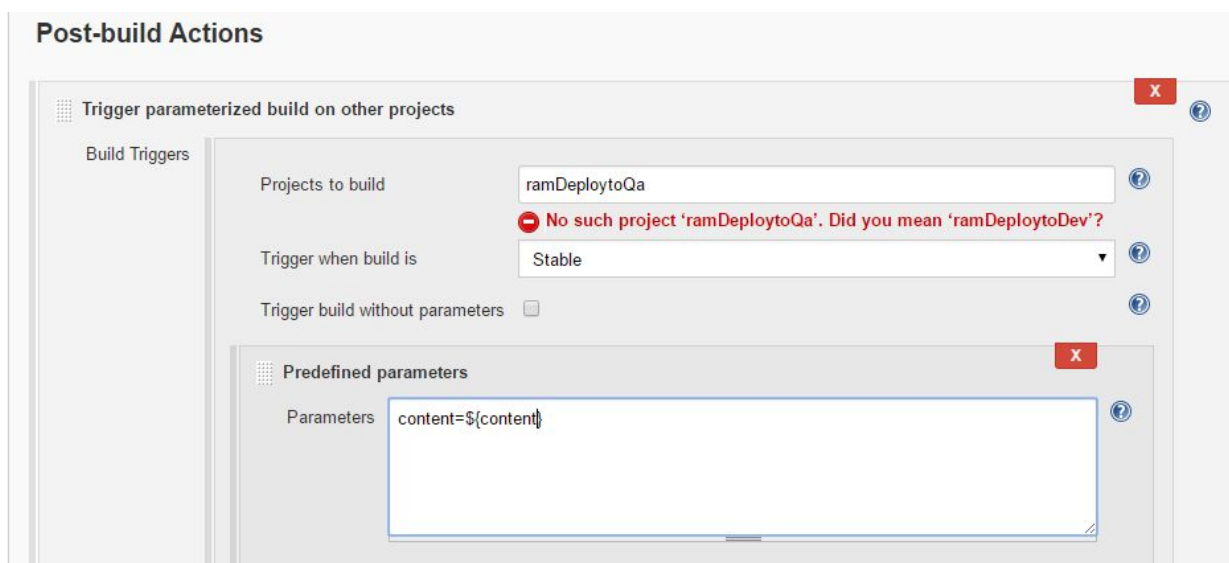 Post-build Actions
X
Trigger parameterized build on other projects
Build Triggers
Projects to build
ramDeploytoQa
No such project ‘ramDeploytoQa’. Did you mean ‘ramDeploytoDev’?
Trigger when build is
Stable
Trigger build without parameters
X
Predefined parameters
Parameters
content=${content}